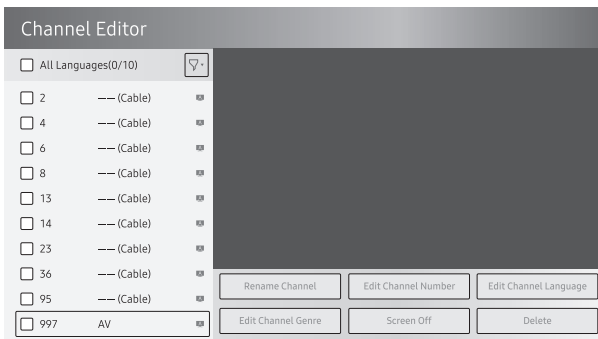 Channel Editor
All Languages(0/10)
2 —— (Cable)
4 —— (Cable)
6 —— (Cable)
8 —— (Cable)
13 —— (Cable)
14 —— (Cable)
23 —— (Cable)
36 —— (Cable)
95 —— (Cable)
997 AV
Rename Channel Edit Channel Number Edit Channel Language
Edit Channel Genre Screen Off Delete